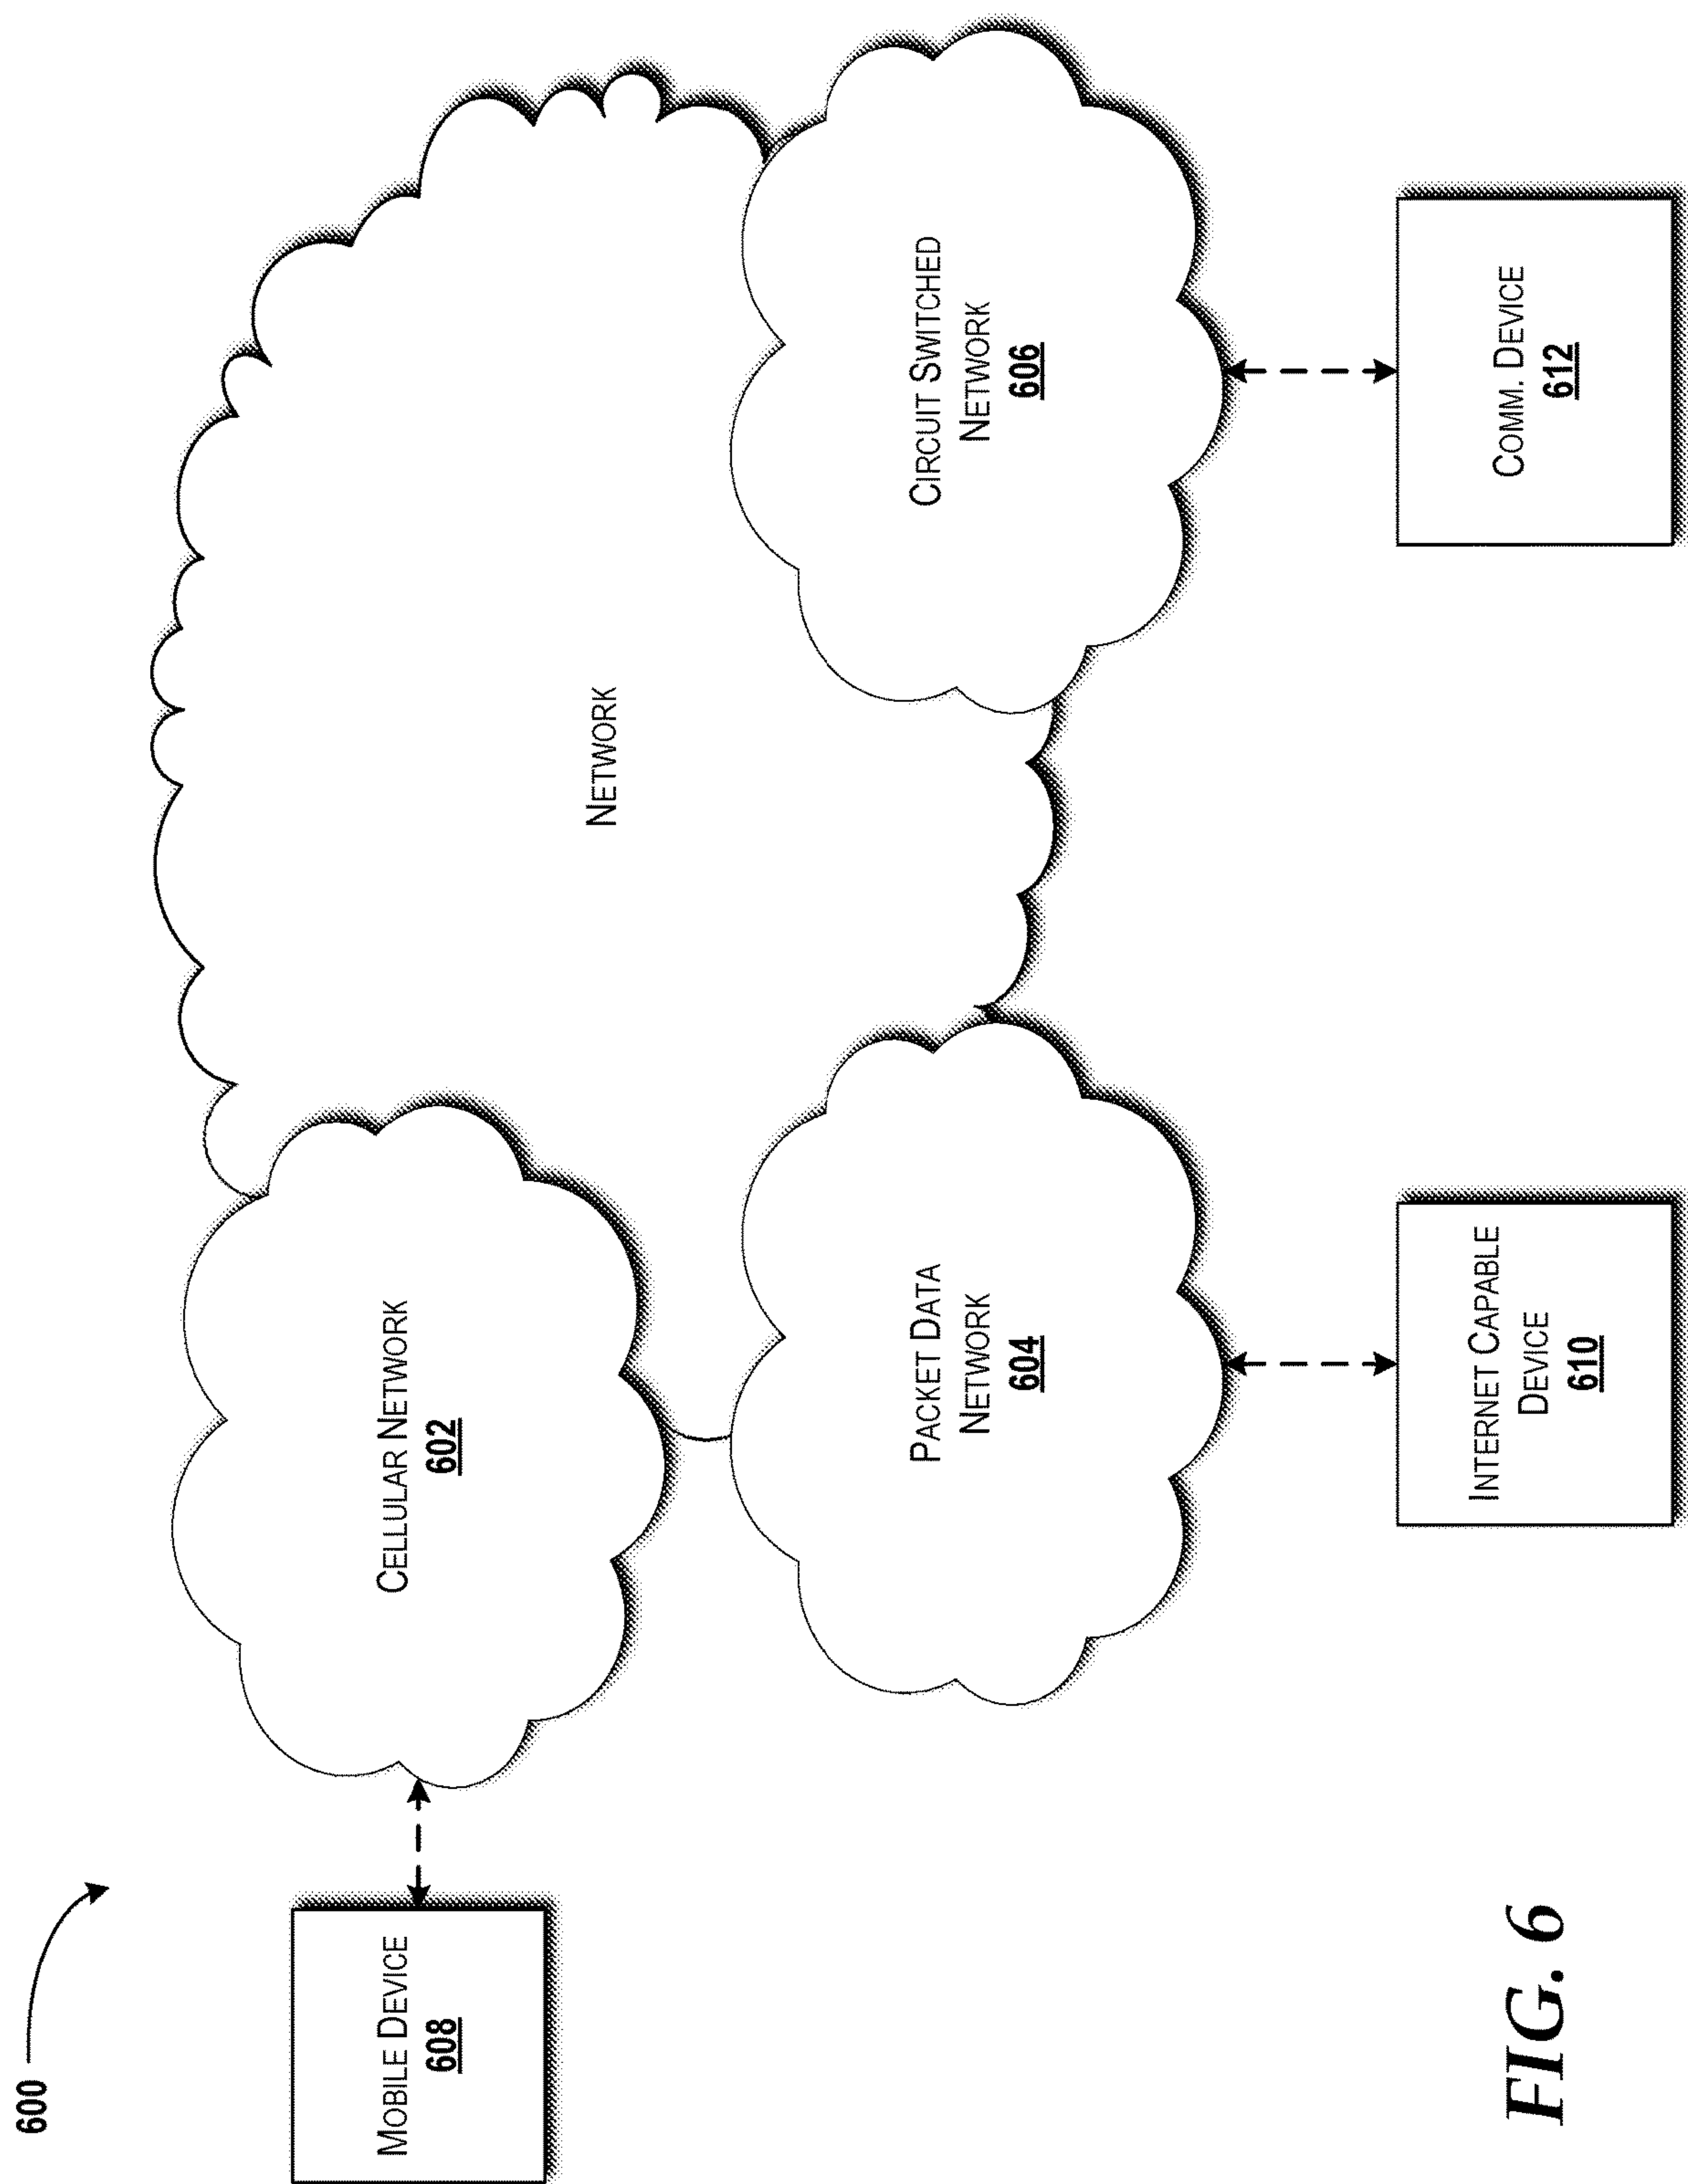 600
MOBILE DEVICE
608
CELLULAR NETWORK
602
NETWORK
PACKET DATA
NETWORK
604
CIRCUIT SWITCHED
NETWORK
606
INTERNET CAPABLE
DEVICE
610
COMM. DEVICE
612
FIG. 6